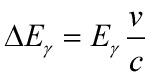 ΔE_γ = E_γ v/c